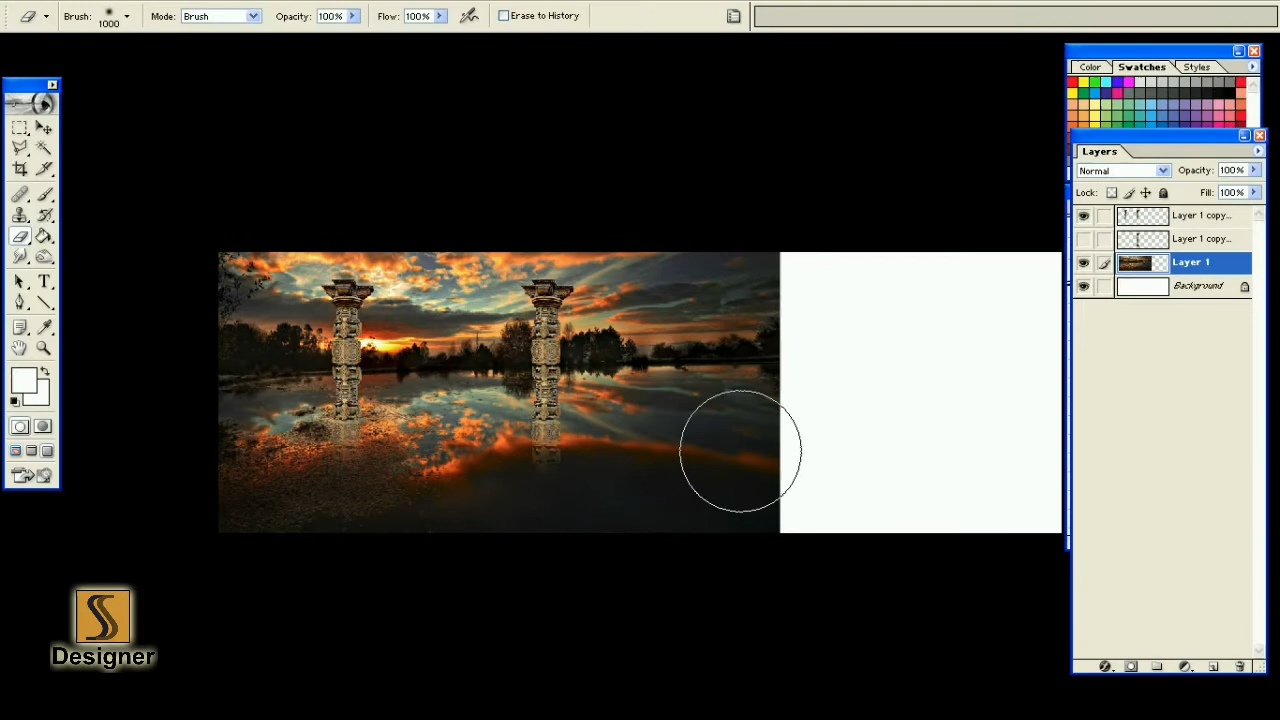 Brush: 1000 Mode: Brush Opacity: 100% Flow: 100% Erase to History
Color Swatches Styles
Layers
Normal Opacity: 100%
Lock: Fill: 100%
Layer 1 copy...
Layer 1 copy...
Layer 1
Background
T
S
Designer